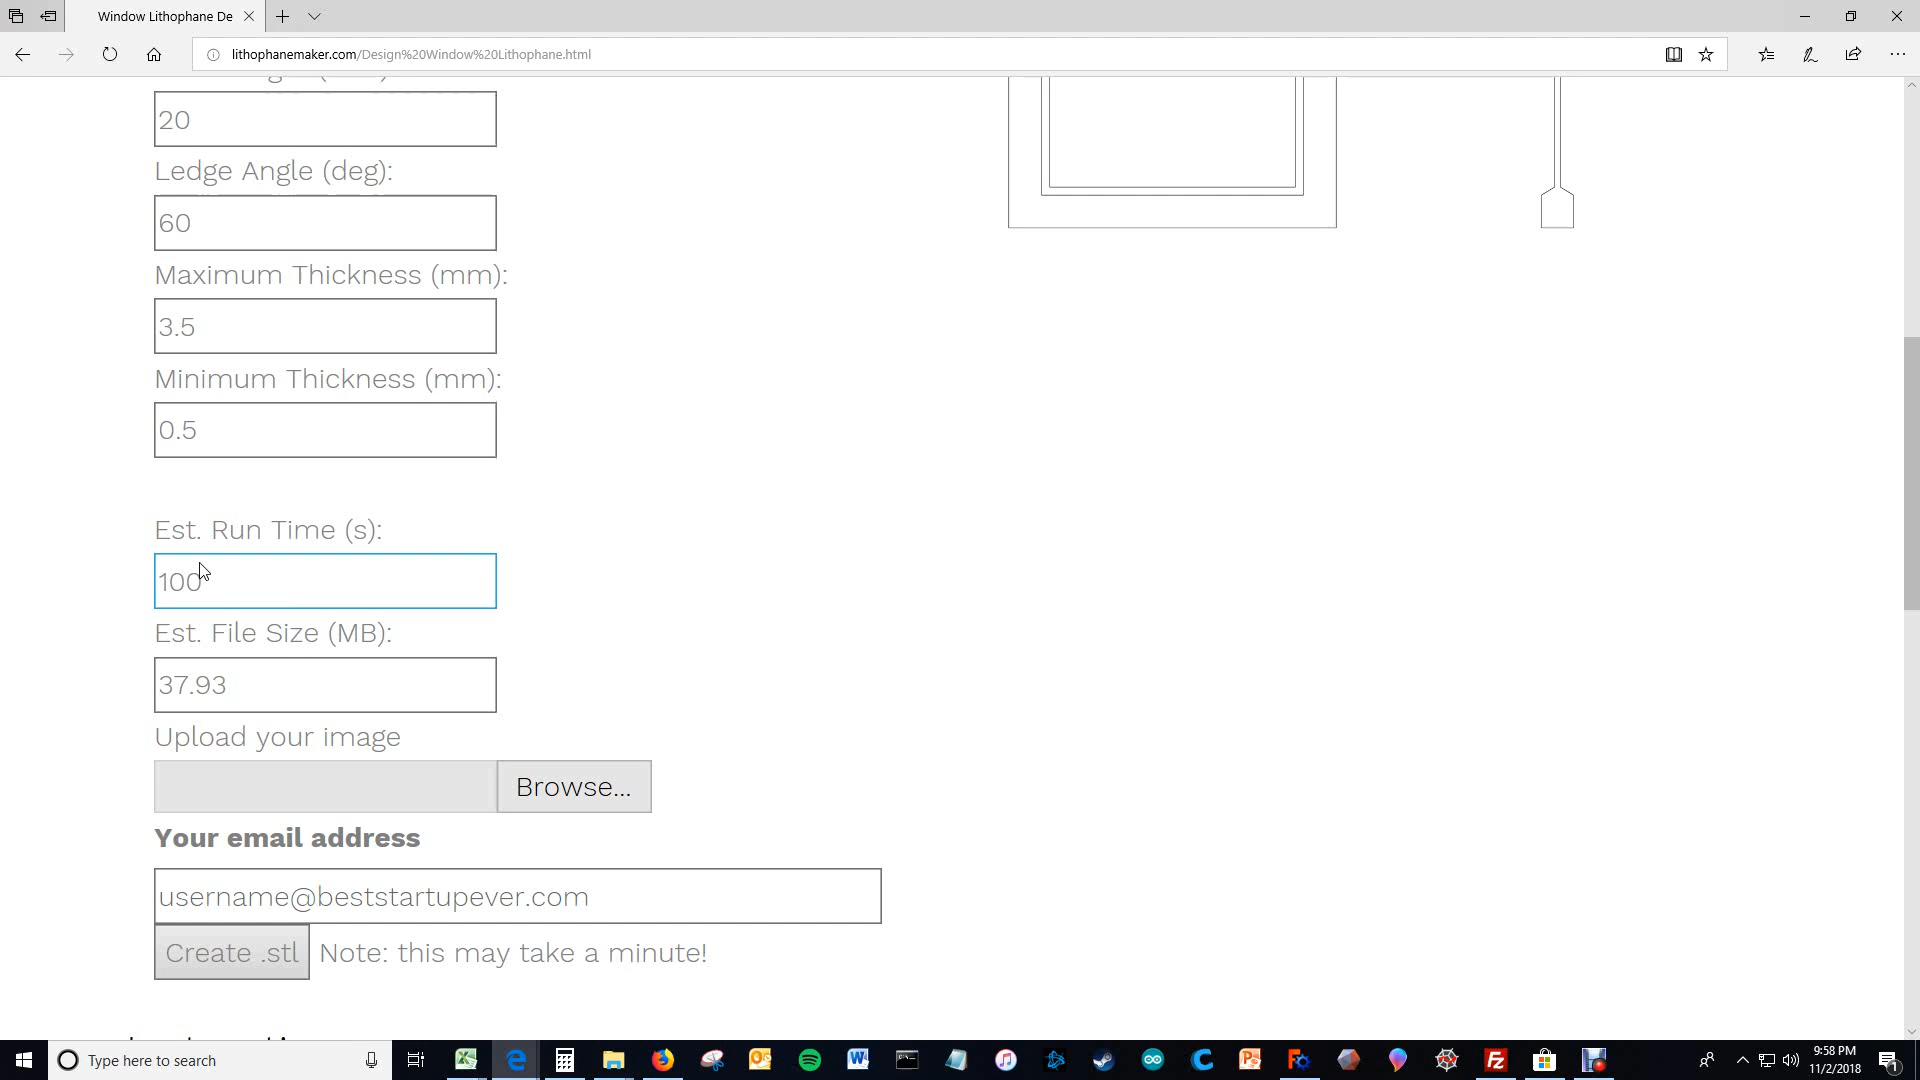 Window Lithophane De
lithophanemaker.com/Design%20Window%20Lithophane.html
20
Ledge Angle (deg):
60
Maximum Thickness (mm):
3.5
Minimum Thickness (mm):
0.5
Est. Run Time (s):
100
Est. File Size (MB):
37.93
Upload your image
Browse...
Your email address
username@beststartupever.com
Create .stl Note: this may take a minute!
Type here to search
9:58 PM
11/2/2018